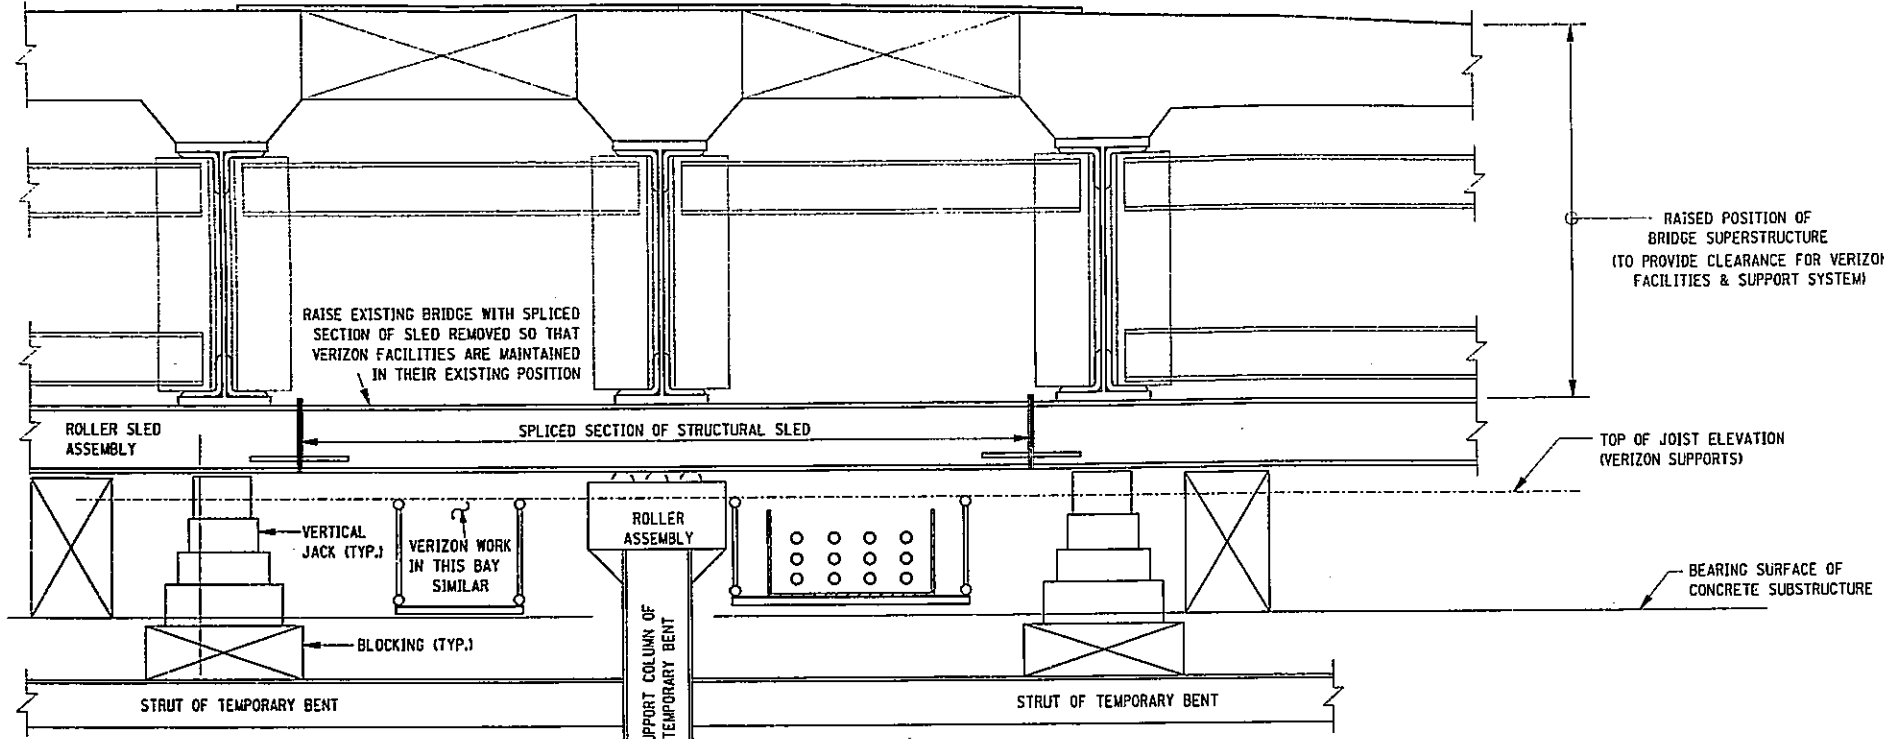 RAISED POSITION OF
BRIDGE SUPERSTRUCTURE
(TO PROVIDE CLEARANCE FOR VERIZON
FACILITIES & SUPPORT SYSTEM)
RAISE EXISTING BRIDGE WITH SPLICED
SECTION OF SLED REMOVED SO THAT
VERIZON FACILITIES ARE MAINTAINED
IN THEIR EXISTING POSITION
ROLLER SLED
ASSEMBLY
SPLICED SECTION OF STRUCTURAL SLED
TOP OF JOIST ELEVATION
(VERIZON SUPPORTS)
VERTICAL
JACK (TYP.)
VERIZON WORK
IN THIS BAY
SIMILAR
ROLLER
ASSEMBLY
BEARING SURFACE OF
CONCRETE SUBSTRUCTURE
BLOCKING (TYP.)
UPPORT COLUMN OF
TEMPORARY BENT
STRUT OF TEMPORARY BENT
STRUT OF TEMPORARY BENT